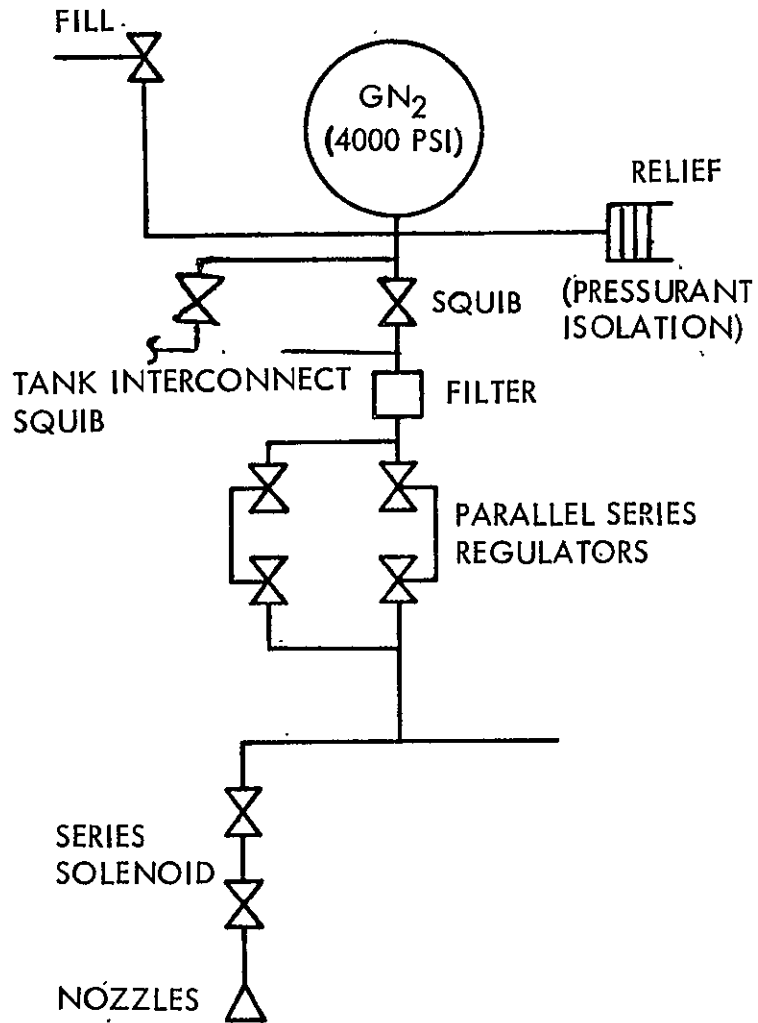 FILL
GN2
(4000 PSI)
RELIEF
SQUIB
(PRESSURANT
ISOLATION)
TANK INTERCONNECT
SQUIB
FILTER
PARALLEL SERIES
REGULATORS
SERIES
SOLENOID
NOZZLES